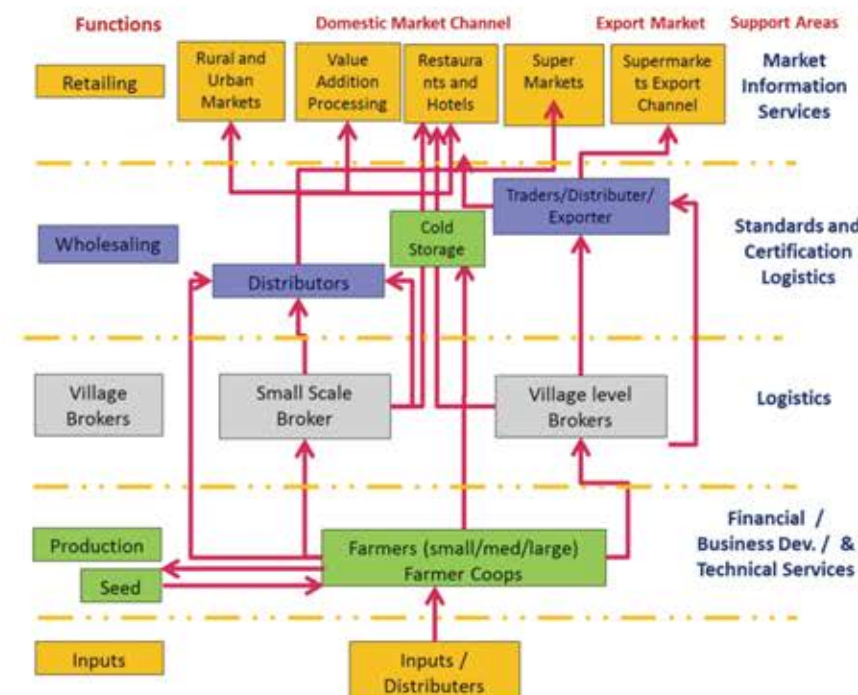 Functions
Domestic Market Channel
Export Market
Support Areas
Retailing
Rural and
Urban
Markets
Value
Addition
Processing
Restaura
nts and
Hotels
Super
Markets
Supermarke
ts Export
Channel
Market
Information
Services
Wholesaling
Distributors
Cold
Storage
Traders/Distributer/
Exporter
Standards and
Certification
Logistics
Village
Brokers
Small Scale
Broker
Village level
Brokers
Logistics
Production
Seed
Farmers (small/med/large)
Farmer Coops
Financial /
Business Dev. / &
Technical Services
Inputs
Inputs /
Distributers